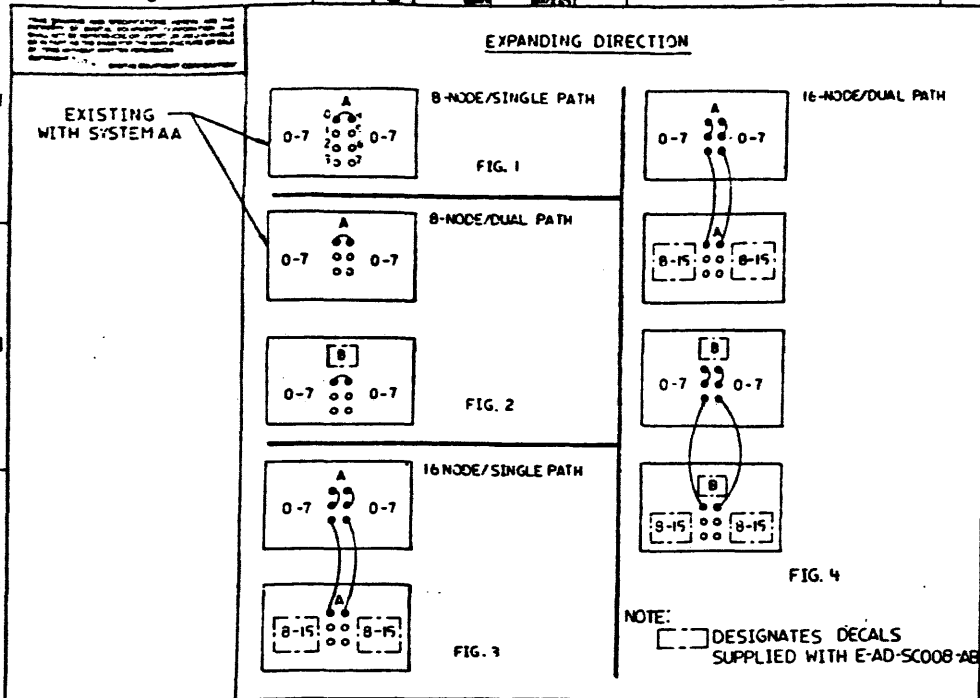 EXPANDING DIRECTION
EXISTING
WITH SYSTEM AA
A
0-7
0-7
8-NODE/SINGLE PATH
FIG. 1
A
0-7
0-7
8-NODE/DUAL PATH
B
0-7
0-7
FIG. 2
A
0-7
0-7
16 NODE/SINGLE PATH
A
8-15
8-15
FIG. 3
A
0-7
0-7
16-NODE/DUAL PATH
A
8-15
8-15
B
0-7
0-7
B
8-15
8-15
FIG. 4
NOTE:
DESIGNATES DECALS
SUPPLIED WITH E-AD-SC008-AB